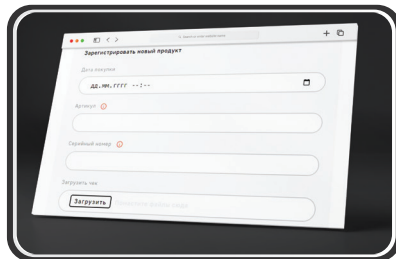 Зарегистрировать новый продукт
Дата покупки
ДД.ММ.ГГГГ --:--
Артикул
Серийный номер
Загрузить чек
Загрузить